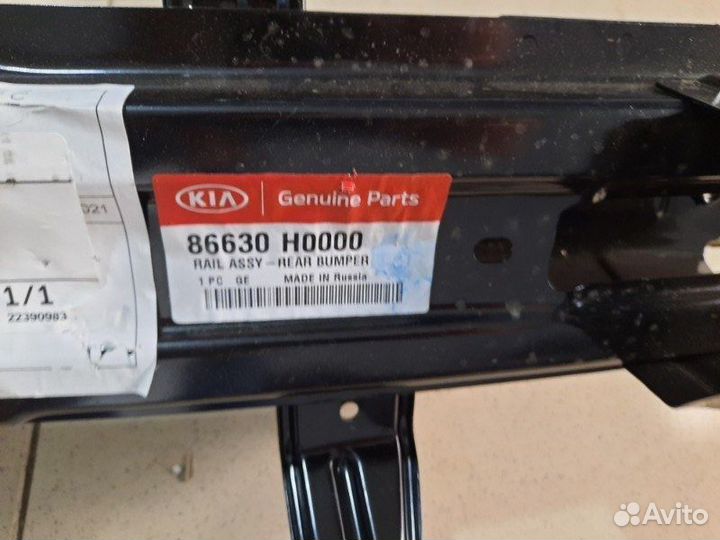 KIA Genuine Parts
86630 H0000
RAIL ASSY-REAR BUMPER
1 PC GE MADE IN Russia
021
1/1
22390983
Avito